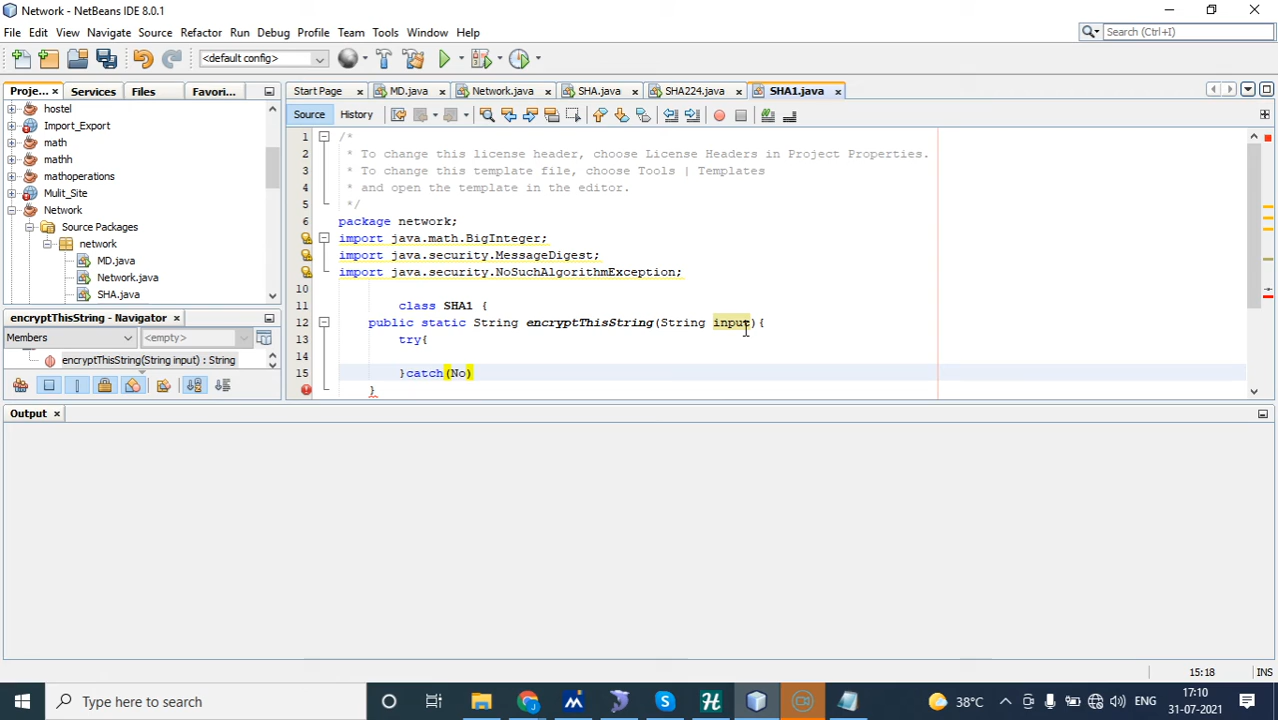 Network - NetBeans IDE 8.0.1
File Edit View Navigate Source Refactor Run Debug Profile Team Tools Window Help
Search (Ctrl+I)
<default config>
Proje... Services Files Favori...
Start Page MD.java Network.java SHA.java SHA224.java SHA1.java
hostel
Import_Export
math
mathh
mathoperations
Mulit_Site
Network
Source Packages
network
MD.java
Network.java
SHA.java
Source History
1 /*
2 * To change this license header, choose License Headers in Project Properties.
3 * To change this template file, choose Tools | Templates
4 * and open the template in the editor.
5 */
6 package network;
import java.math.BigInteger;
import java.security.MessageDigest;
import java.security.NoSuchAlgorithmException;
10
11 class SHA1 {
12 public static String encryptThisString(String input){
13 try{
14
15 }catch(No)
}
encryptThisString - Navigator
Members <empty>
encryptThisString(String input) : String
Output
15:18 INS
Type here to search
38°C ENG
17:10
31-07-2021